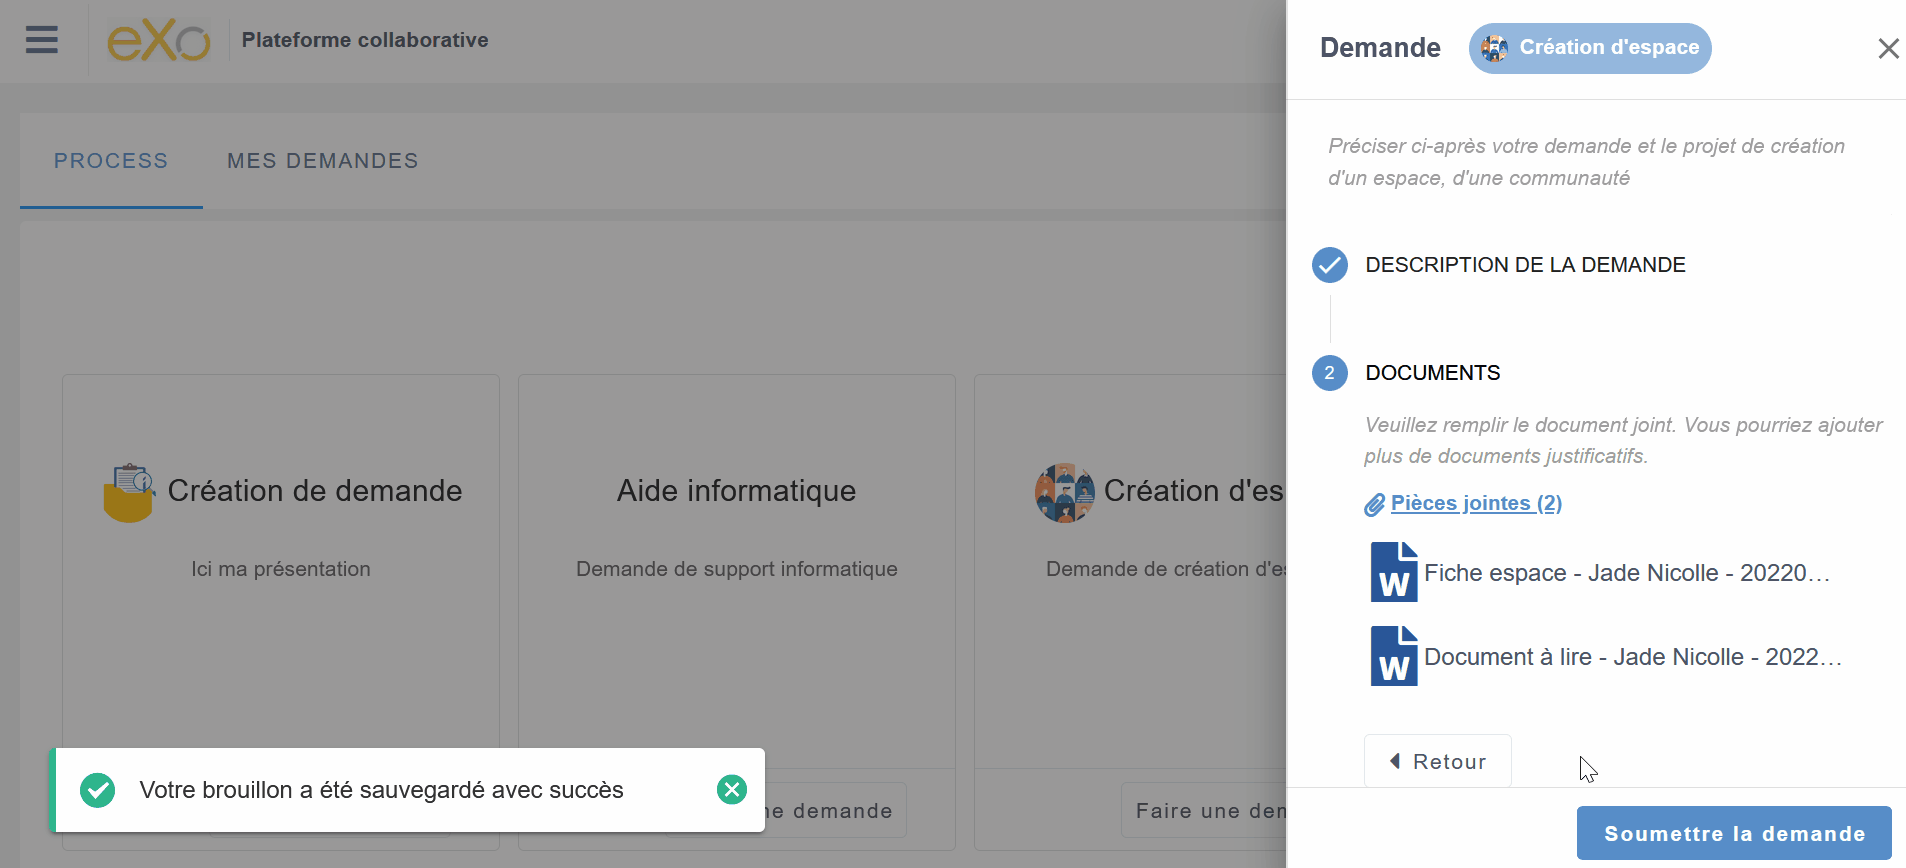 eXo
Plateforme collaborative
PROCESS
MES DEMANDES
Création de demande
Ici ma présentation
Aide informatique
Demande de support informatique
Création d'es
Demande de création d'es
ne demande
Faire une den
Votre brouillon a été sauvegardé avec succès
Demande
Création d'espace
Préciser ci-après votre demande et le projet de création
d'un espace, d'une communauté
DESCRIPTION DE LA DEMANDE
2
DOCUMENTS
Veuillez remplir le document joint. Vous pourriez ajouter
plus de documents justificatifs.
Pièces jointes (2)
W
Fiche espace - Jade Nicolle - 20220...
W
Document à lire - Jade Nicolle - 2022...
Retour
Soumettre la demande